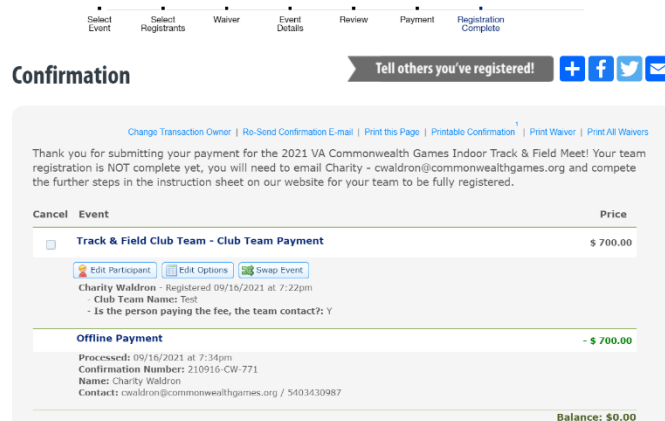 Select Event
Select Registrants
Waiver
Event Details
Review
Payment
Registration Complete
Confirmation
Tell others you've registered!
Change Transaction Owner | Re-Send Confirmation E-mail | Print this Page | Printable Confirmation 1 | Print Waiver | Print All Waivers
Thank you for submitting your payment for the 2021 VA Commonwealth Games Indoor Track & Field Meet! Your team
registration is NOT complete yet, you will need to email Charity - cwaldron@commonwealthgames.org and compete
the further steps in the instruction sheet on our website for your team to be fully registered.
Cancel Event Price
Track & Field Club Team - Club Team Payment $ 700.00
Edit Participant Edit Options Swap Event
Charity Waldron - Registered 09/16/2021 at 7:22pm
- Club Team Name: Test
- Is the person paying the fee, the team contact?: Y
Offline Payment - $ 700.00
Processed: 09/16/2021 at 7:34pm
Confirmation Number: 210916-CW-771
Name: Charity Waldron
Contact: cwaldron@commonwealthgames.org / 5403430987
Balance: $0.00